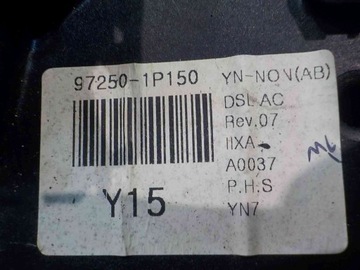 97250-1P150 YN-NON(AB)
DSL AC
Rev.07
IIXA
A0037
P.H.S
Y15
YN7